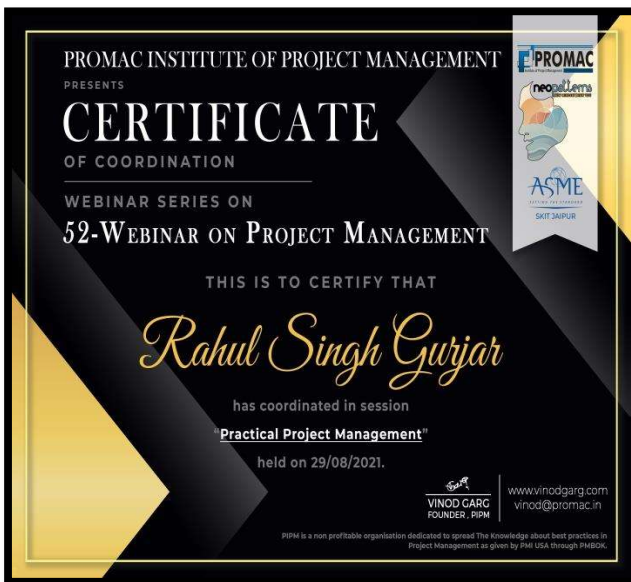 PROMAC INSTITUTE OF PROJECT MANAGEMENT
PRESENTS
CERTIFICATE
OF COORDINATION
WEBINAR SERIES ON
52-WEBINAR ON PROJECT MANAGEMENT
PROMAC
neopatterns
ASME
SETTING THE STANDARD
SKIT JAIPUR
THIS IS TO CERTIFY THAT
Rahul Singh Gurjar
has coordinated in session
"Practical Project Management"
held on 29/08/2021.
VINOD GARG
FOUNDER , PIPM
www.vinodgarg.com
vinod@promac.in
PIPM is a non profitable organisation dedicated to spread The Knowledge about best practices in
Project Management as given by PMI USA through PMBOK.